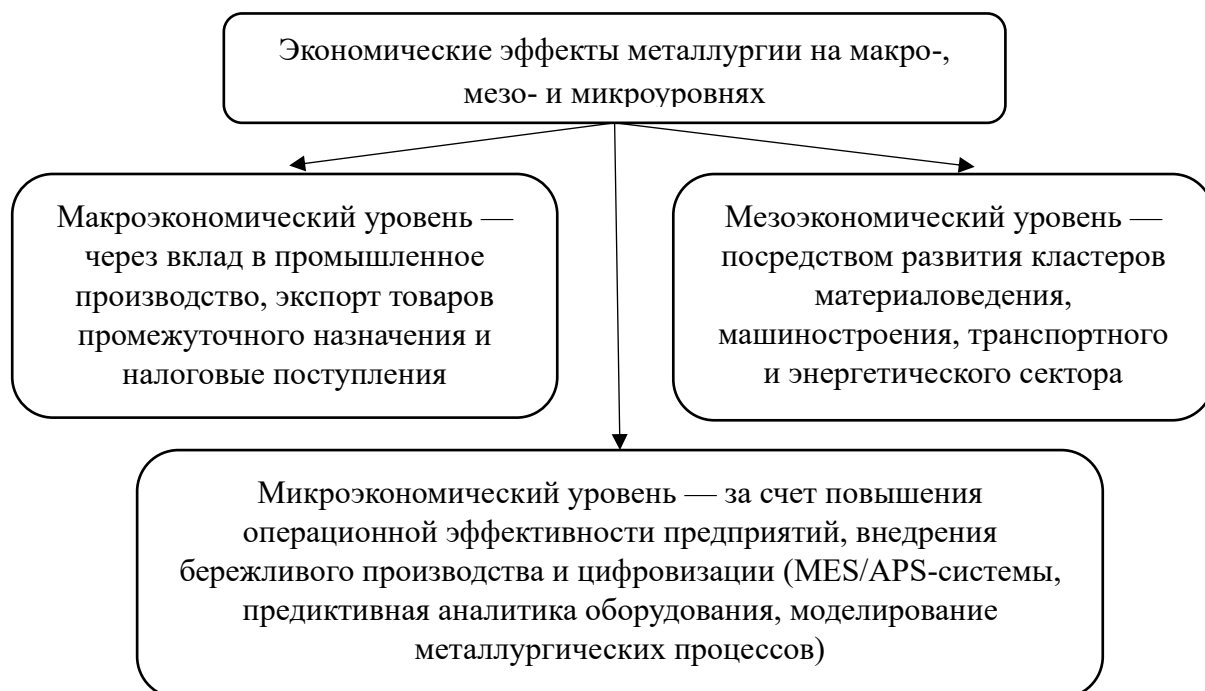 Экономические эффекты металлургии на макро-,
мезо- и микроуровнях
Макроэкономический уровень —
через вклад в промышленное
производство, экспорт товаров
промежуточного назначения и
налоговые поступления
Мезоэкономический уровень —
посредством развития кластеров
материаловедения,
машиностроения, транспортного
и энергетического сектора
Микроэкономический уровень — за счет повышения
операционной эффективности предприятий, внедрения
бережливого производства и цифровизации (MES/APS-системы,
предиктивная аналитика оборудования, моделирование
металлургических процессов)